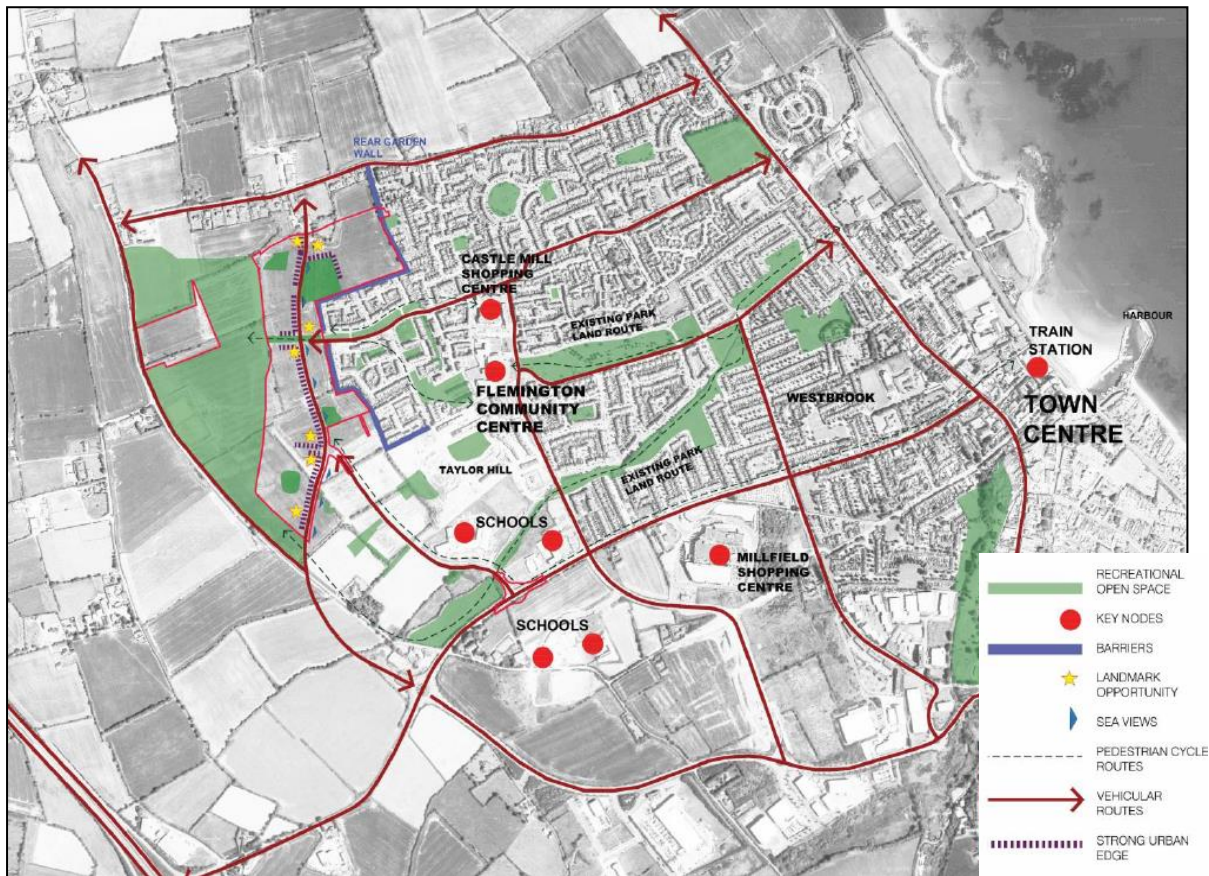 REAR GARDEN
WALL
CASTLE MILL
SHOPPING
CENTRE
EXISTING PARK
LAND ROUTE
HARBOUR
TRAIN
STATION
FLEMINGTON
COMMUNITY
CENTRE
WESTBROOK
TOWN
CENTRE
TAYLOR HILL
EXISTING PARK
LAND ROUTE
SCHOOLS
MILLFIELD
SHOPPING
CENTRE
SCHOOLS
RECREATIONAL
OPEN SPACE
KEY NODES
BARRIERS
LANDMARK
OPPORTUNITY
SEA VIEWS
PEDESTRIAN CYCLE
ROUTES
VEHICULAR
ROUTES
STRONG URBAN
EDGE